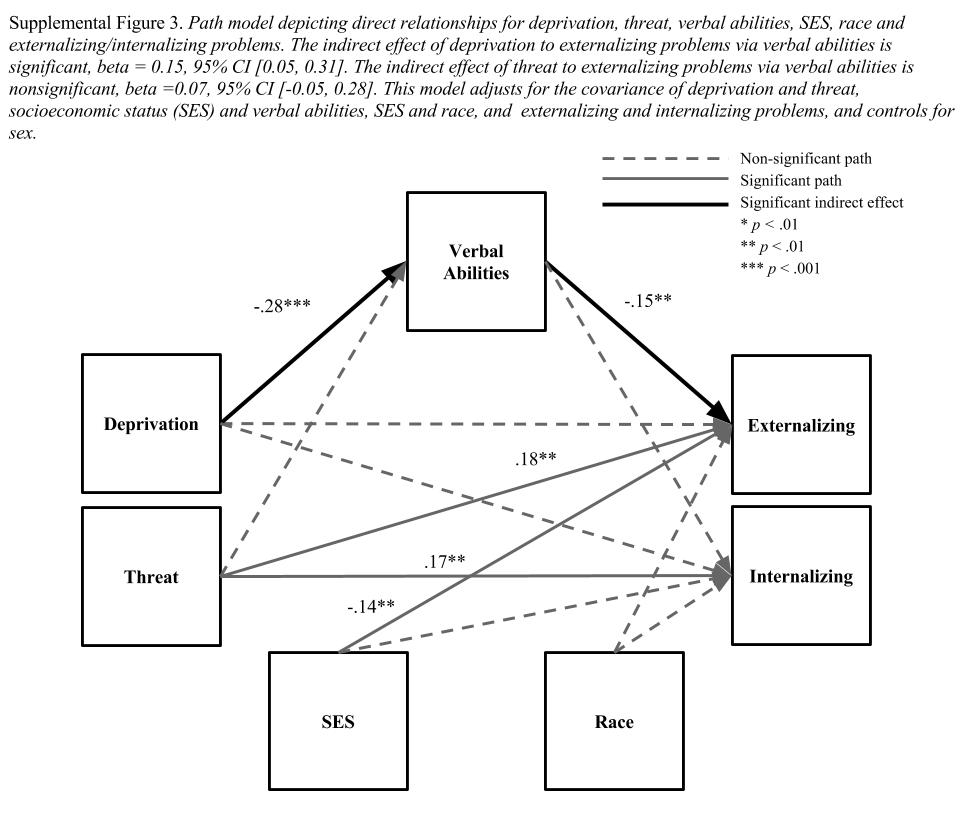 Supplemental Figure 3. Path model depicting direct relationships for deprivation, threat, verbal abilities, SES, race and
externalizing/internalizing problems. The indirect effect of deprivation to externalizing problems via verbal abilities is
significant, beta = 0.15, 95% CI [0.05, 0.31]. The indirect effect of threat to externalizing problems via verbal abilities is
nonsignificant, beta =0.07, 95% CI [-0.05, 0.28]. This model adjusts for the covariance of deprivation and threat,
socioeconomic status (SES) and verbal abilities, SES and race, and  externalizing and internalizing problems, and controls for
sex.
Non-significant path
Significant path
Significant indirect effect
* p < .01
** p < .01
*** p < .001
Verbal
Abilities
-.28***
-.15**
Deprivation
Externalizing
.18**
Threat
.17**
Internalizing
-.14**
SES
Race